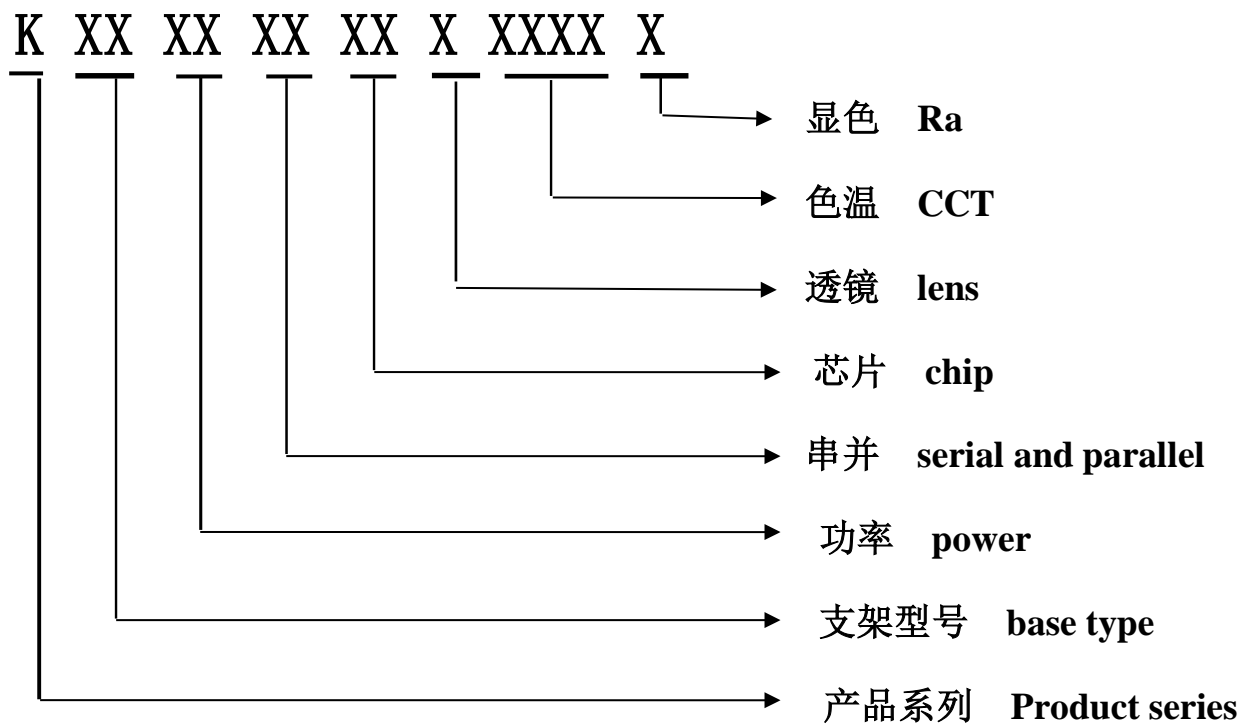 K XX XX XX XX X XXXX X
显色 Ra
色温 CCT
透镜 lens
芯片 chip
串并 serial and parallel
功率 power
支架型号 base type
产品系列 Product series